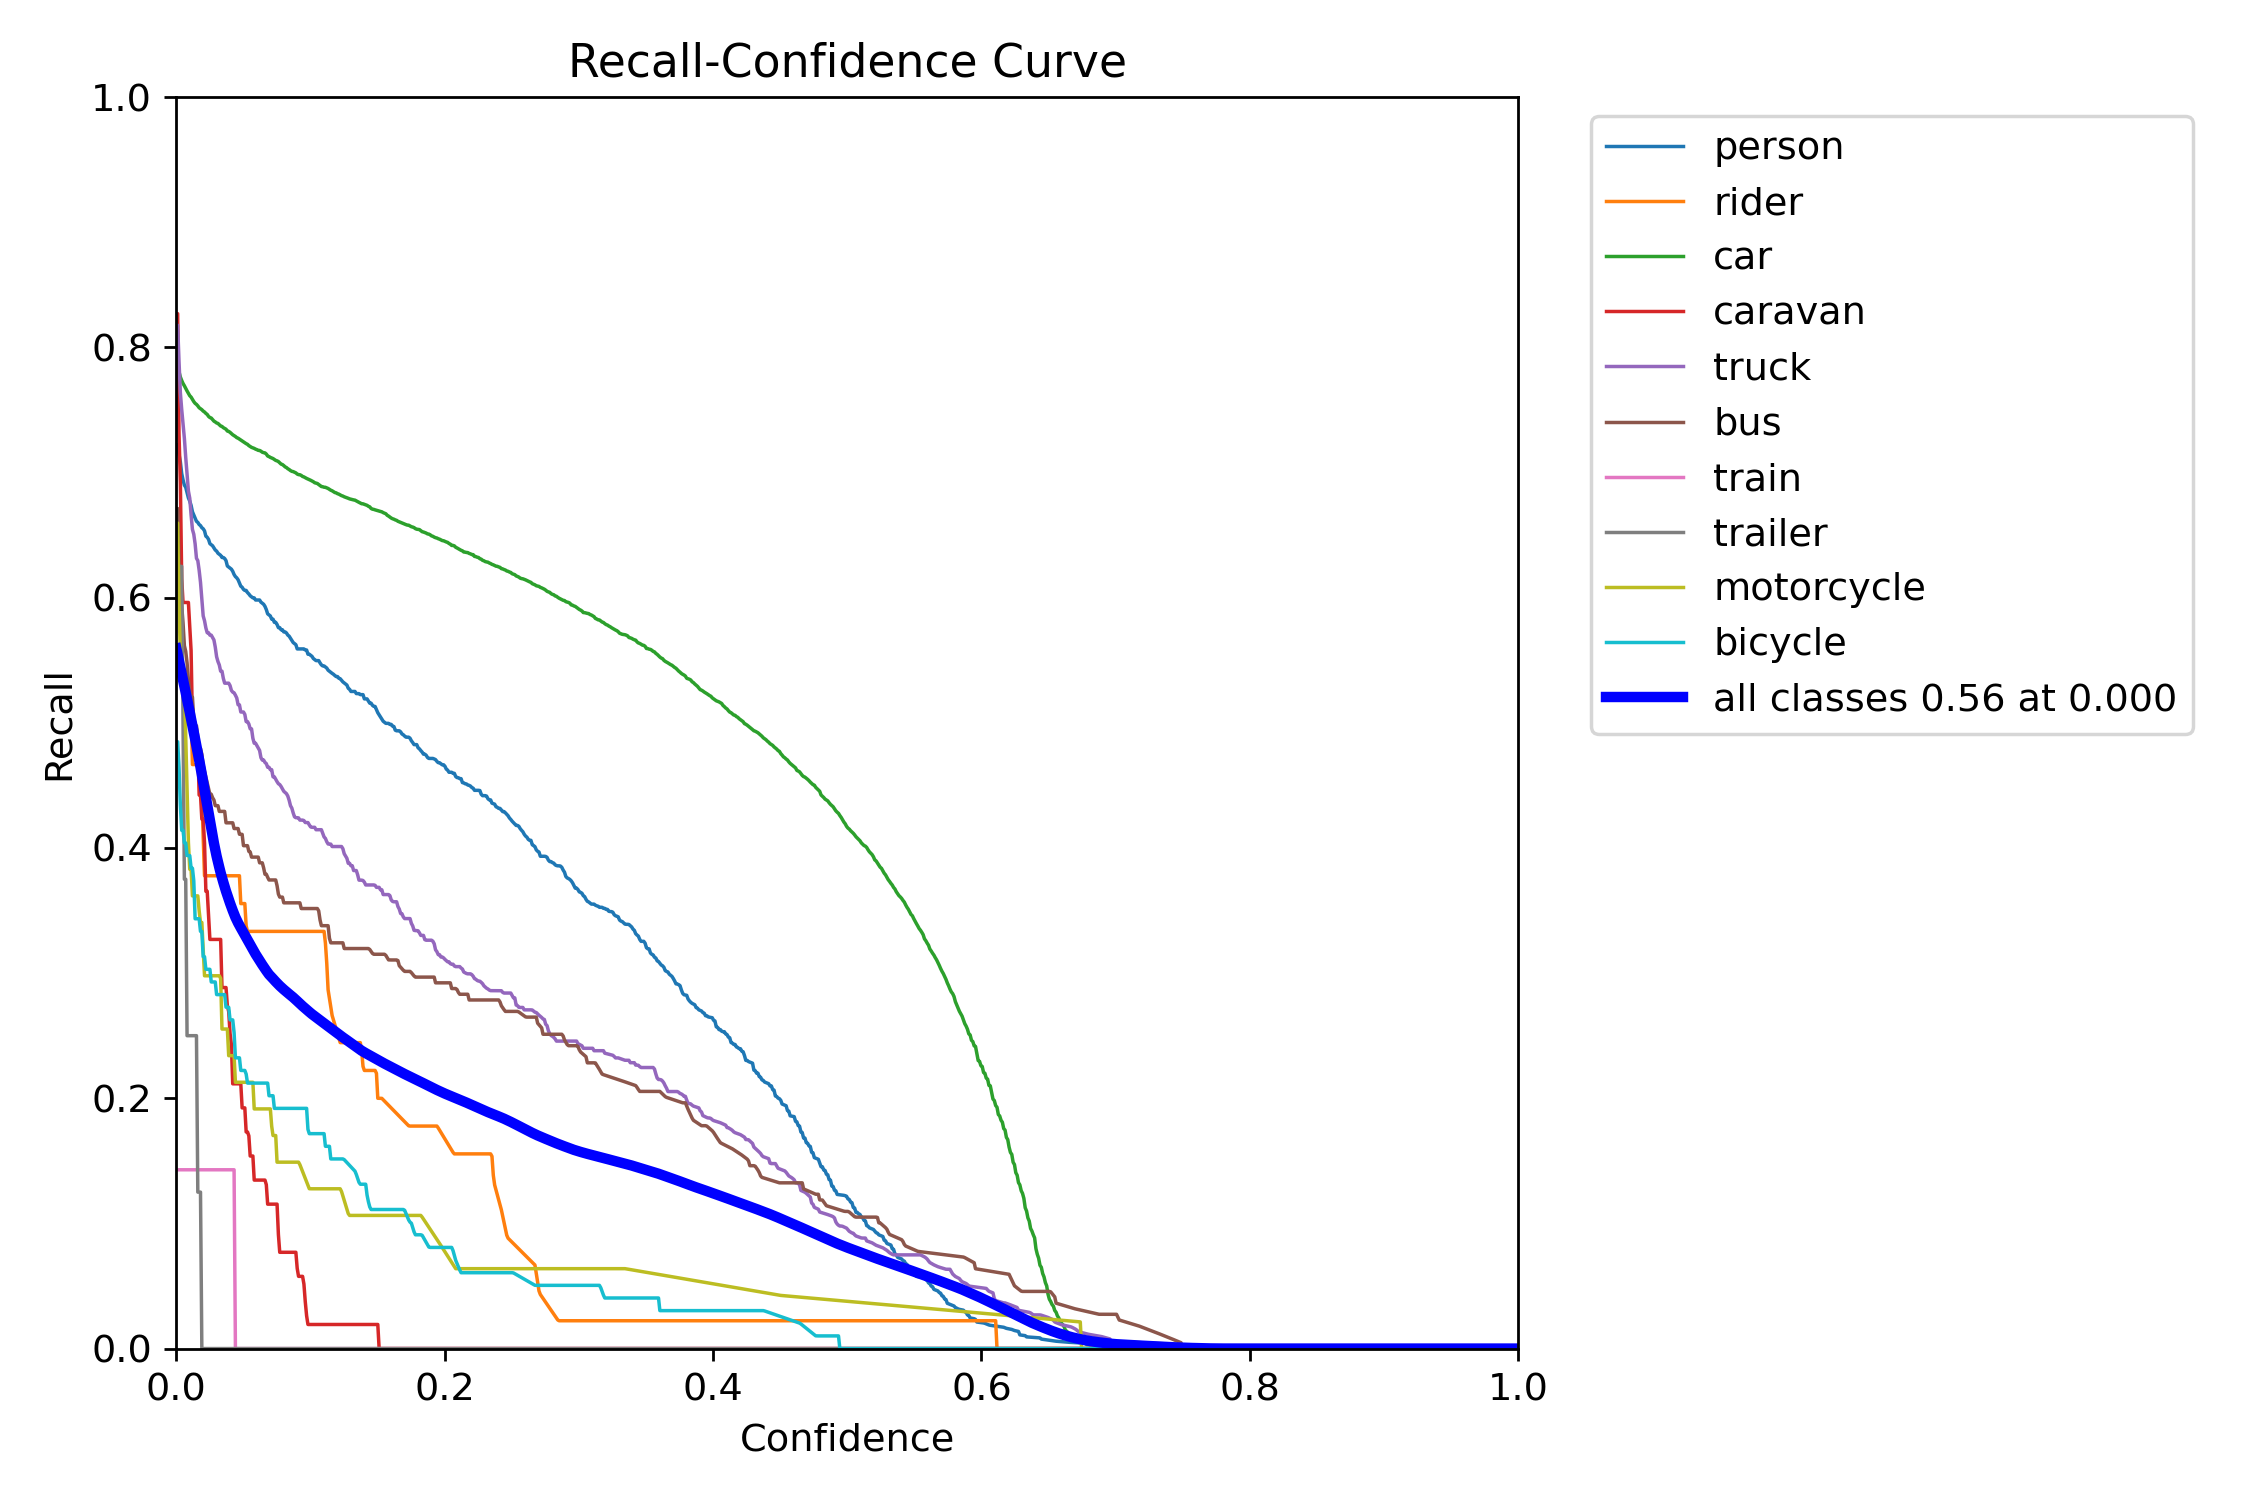 Recall-Confidence Curve
1.0
0.8
0.6
0.4
0.2
0.0
Recall
0.0 0.2 0.4 0.6 0.8 1.0
Confidence
person
rider
car
caravan
truck
bus
train
trailer
motorcycle
bicycle
all classes 0.56 at 0.000